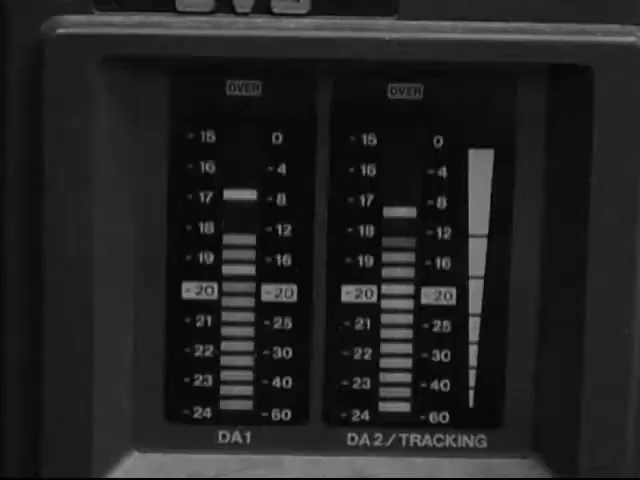 OVER OVER
- 15 0 - 15 0
- 16 - 4 - 16 - 4
- 17 - 8 - 17 - 8
- 18 - 12 - 18 - 12
- 19 - 16 - 19 - 16
- 20 - 20 - 20 - 20
- 21 - 25 - 21 - 25
- 22 - 30 - 22 - 30
- 23 - 40 - 23 - 40
- 24 - 60 - 24 - 60
DA1 DA2/TRACKING